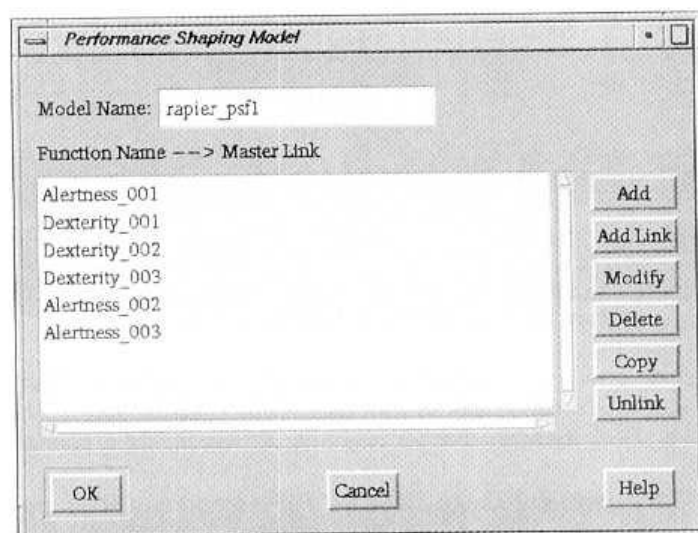 Performance Shaping Model
Model Name: rapier_psf1
Function Name ---> Master Link
Alertness_001
Dexterity_001
Dexterity_002
Dexterity_003
Alertness_002
Alertness_003
Add
Add Link
Modify
Delete
Copy
Unlink
OK
Cancel
Help